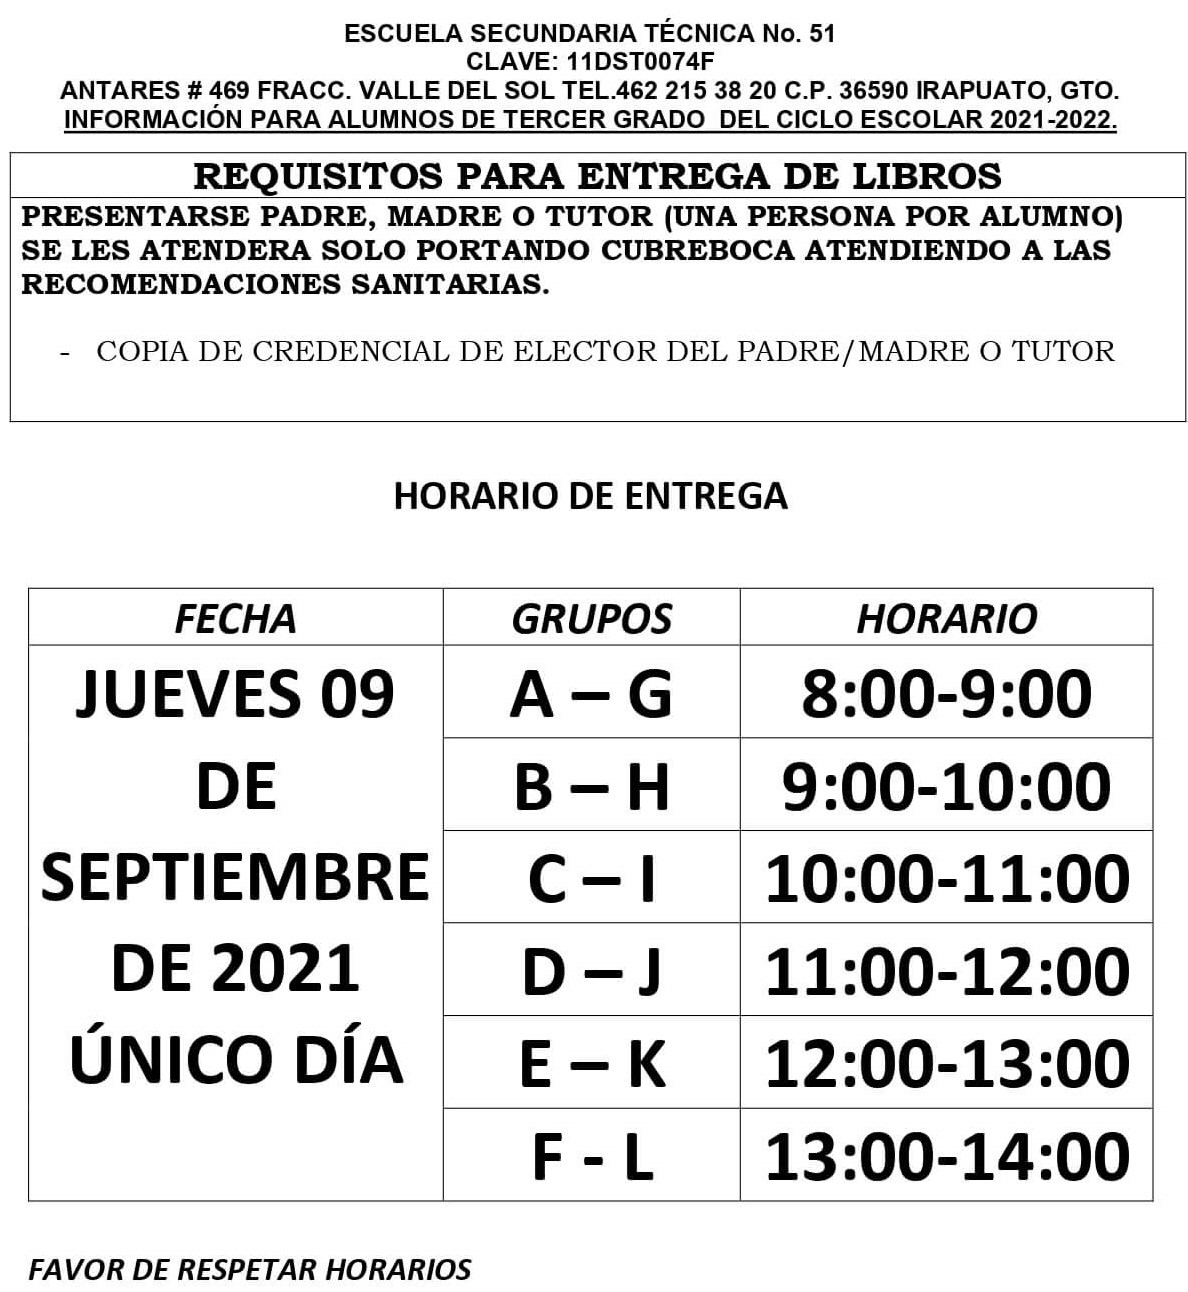 ESCUELA SECUNDARIA TÉCNICA No. 51
CLAVE: 11DST0074F
ANTARES # 469 FRACC. VALLE DEL SOL TEL.462 215 38 20 C.P. 36590 IRAPUATO, GTO.
INFORMACIÓN PARA ALUMNOS DE TERCER GRADO DEL CICLO ESCOLAR 2021-2022.
REQUISITOS PARA ENTREGA DE LIBROS
PRESENTARSE PADRE, MADRE O TUTOR (UNA PERSONA POR ALUMNO)
SE LES ATENDERA SOLO PORTANDO CUBREBOCA ATENDIENDO A LAS
RECOMENDACIONES SANITARIAS.
- COPIA DE CREDENCIAL DE ELECTOR DEL PADRE/MADRE O TUTOR
HORARIO DE ENTREGA
FECHA GRUPOS HORARIO
JUEVES 09
DE
SEPTIEMBRE
DE 2021
ÚNICO DÍA
A – G 8:00-9:00
B – H 9:00-10:00
C – I 10:00-11:00
D – J 11:00-12:00
E – K 12:00-13:00
F - L 13:00-14:00
FAVOR DE RESPETAR HORARIOS